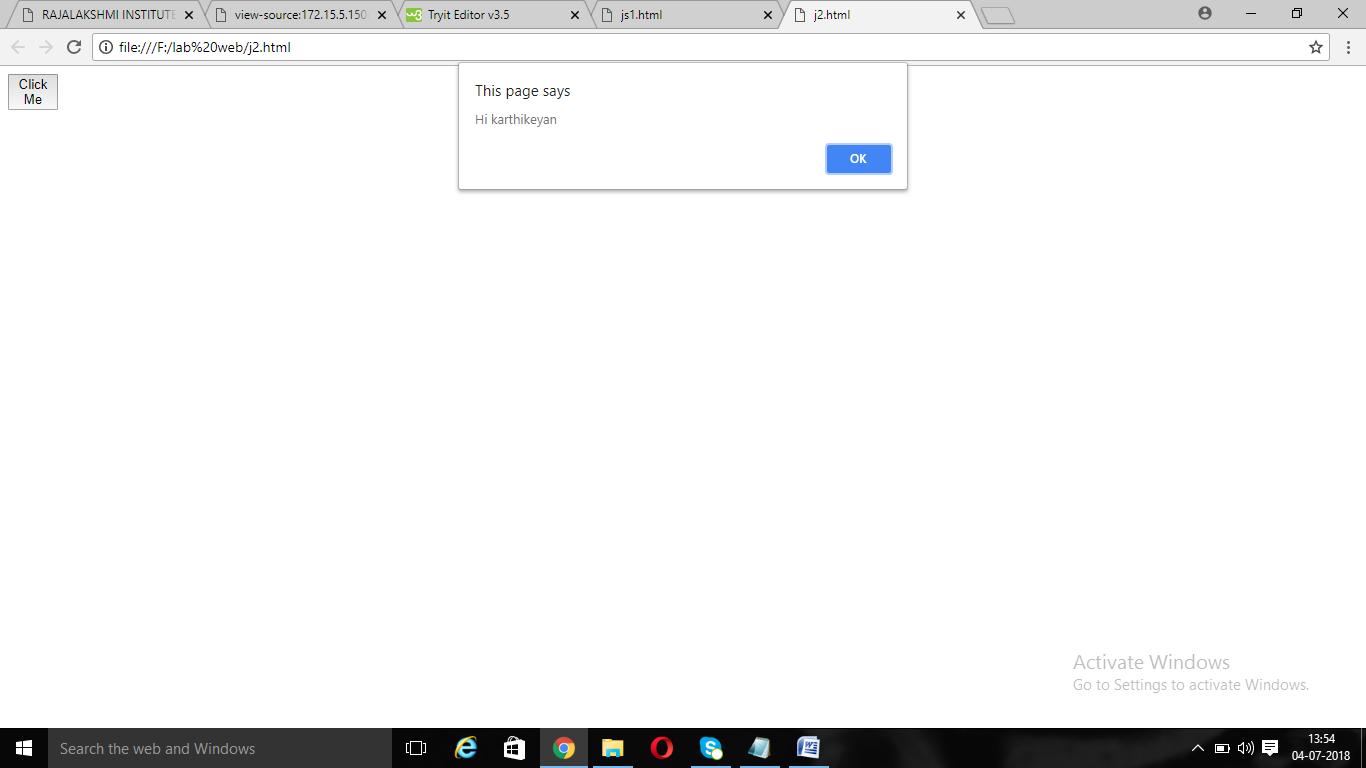 RAJALAKSHMI INSTITUTE
view-source:172.15.5.150
Tryit Editor v3.5
js1.html
j2.html
file:///F:/lab%20web/j2.html
Click
Me
This page says
Hi karthikeyan
OK
Activate Windows
Go to Settings to activate Windows.
Search the web and Windows
13:54
04-07-2018